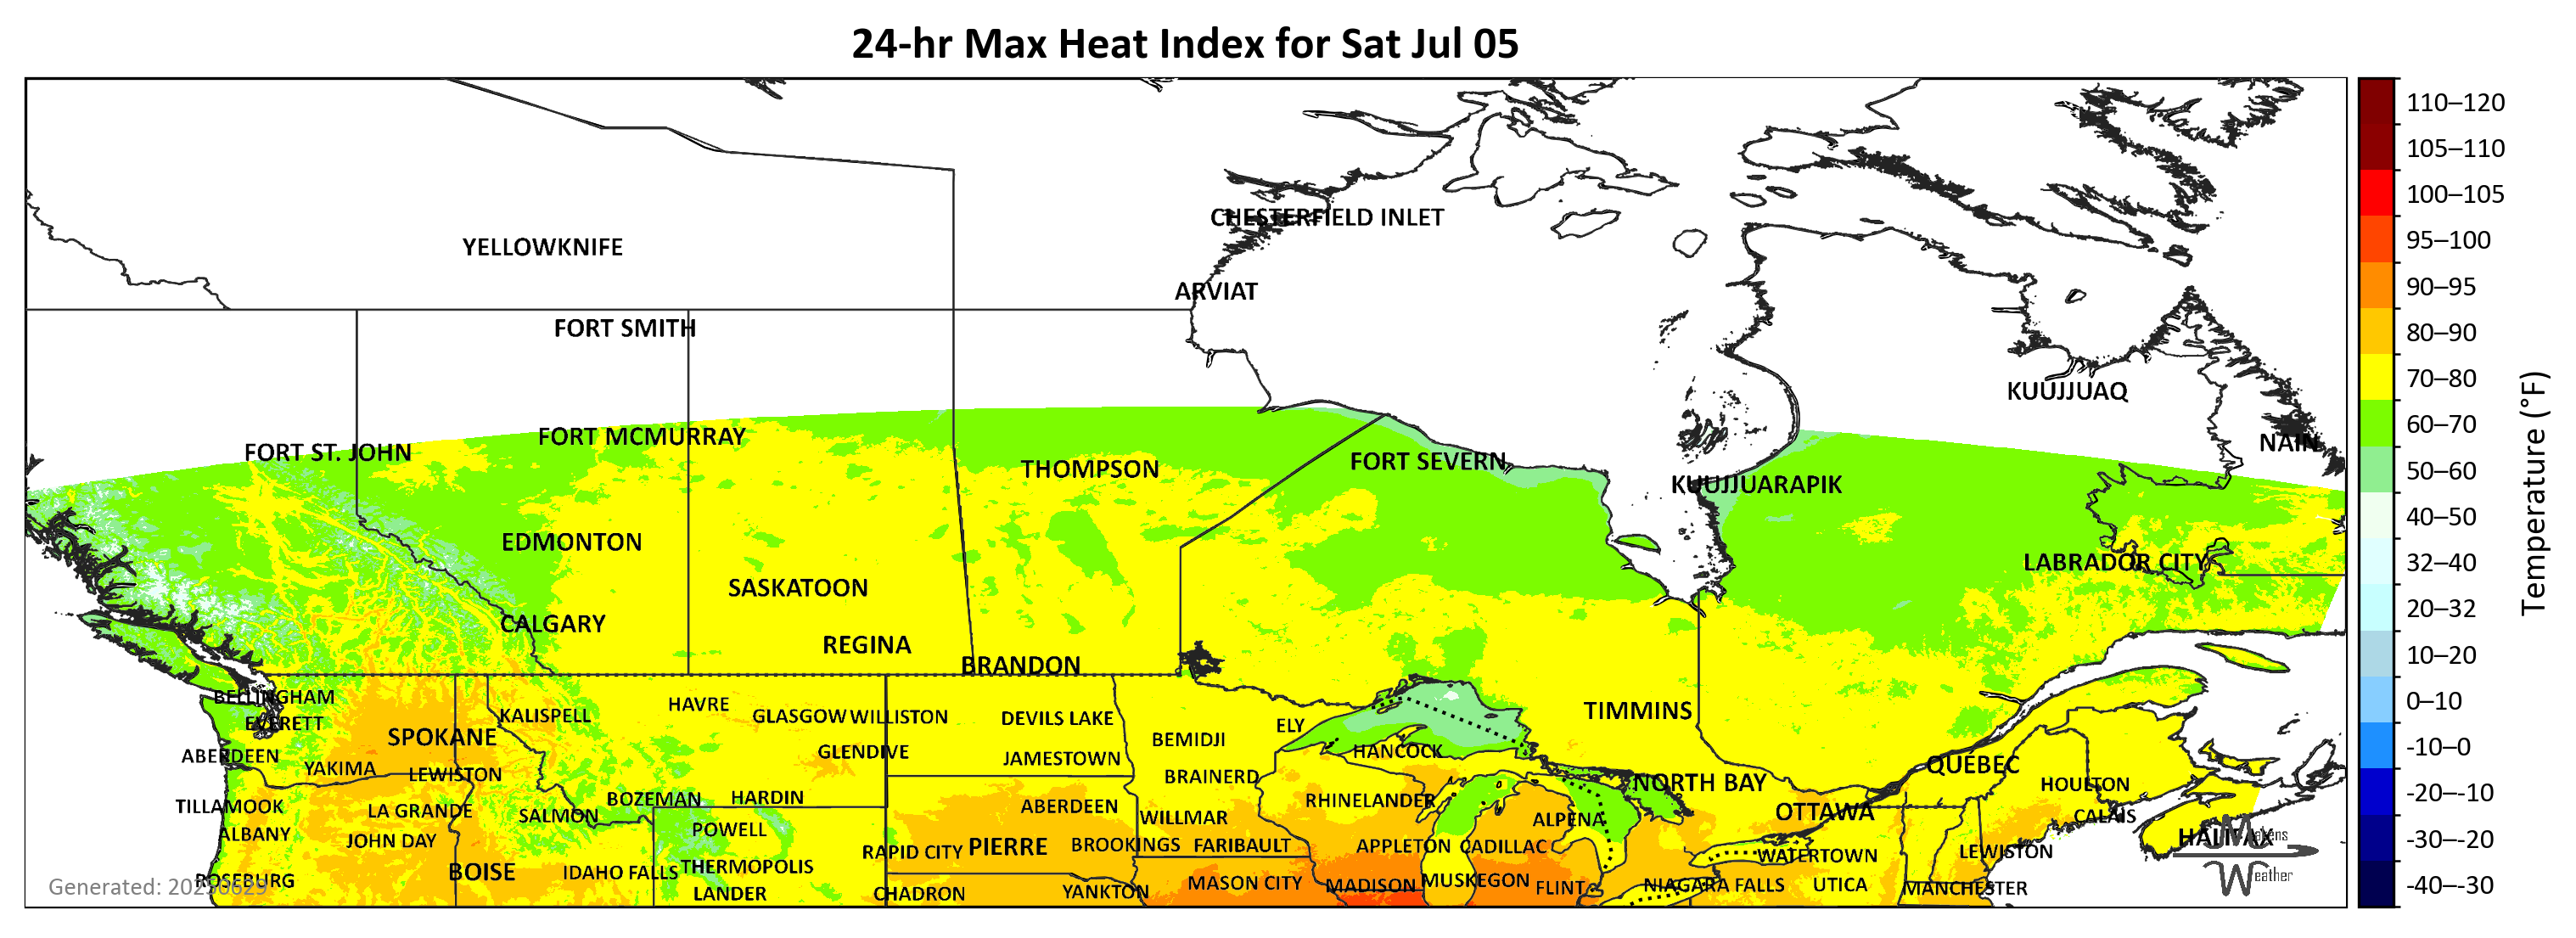 24-hr Max Heat Index for Sat Jul 05
110–120
105–110
100–105
95–100
90–95
80–90
70–80
60–70
50–60
40–50
32–40
20–32
10–20
0–10
-10–0
-20–-10
-30–-20
-40–-30
Temperature (°F)
CHESTERFIELD INLET
YELLOWKNIFE
ARVIAT
FORT SMITH
KUUJJUAQ
FORT MCMURRAY
NAIN
FORT ST. JOHN
FORT SEVERN
THOMPSON
KUUJJUARAPIK
EDMONTON
LABRADOR CITY
SASKATOON
CALGARY
REGINA
BRANDON
BELLINGHAM
HAVRE
TIMMINS
KALISPELL
GLASGOW
WILLISTON
DEVILS LAKE
EVERETT
ELY
SPOKANE
BEMIDJI
HANCOCK
GLENDIVE
ABERDEEN
JAMESTOWN
QUÉBEC
YAKIMA
LEWISTON
BRAINERD
NORTH BAY
HOULTON
BOZEMAN
HARDIN
RHINELANDER
TILLAMOOK
ABERDEEN
LA GRANDE
SALMON
OTTAWA
CALAIS
WILLMAR
ALPENA
POWELL
ALBANY
HALIFAX
JOHN DAY
PIERRE
BROOKINGS
FARIBAULT
APPLETON
CADILLAC
RAPID CITY
LEWISTON
WATERTOWN
THERMOPOLIS
BOISE
IDAHO FALLS
ROSEBURG
MUSKEGON
MASON CITY
MADISON
NIAGARA FALLS
UTICA
FLINT
MANCHESTER
YANKTON
LANDER
CHADRON
Generated: 20250629
Makens
Weather